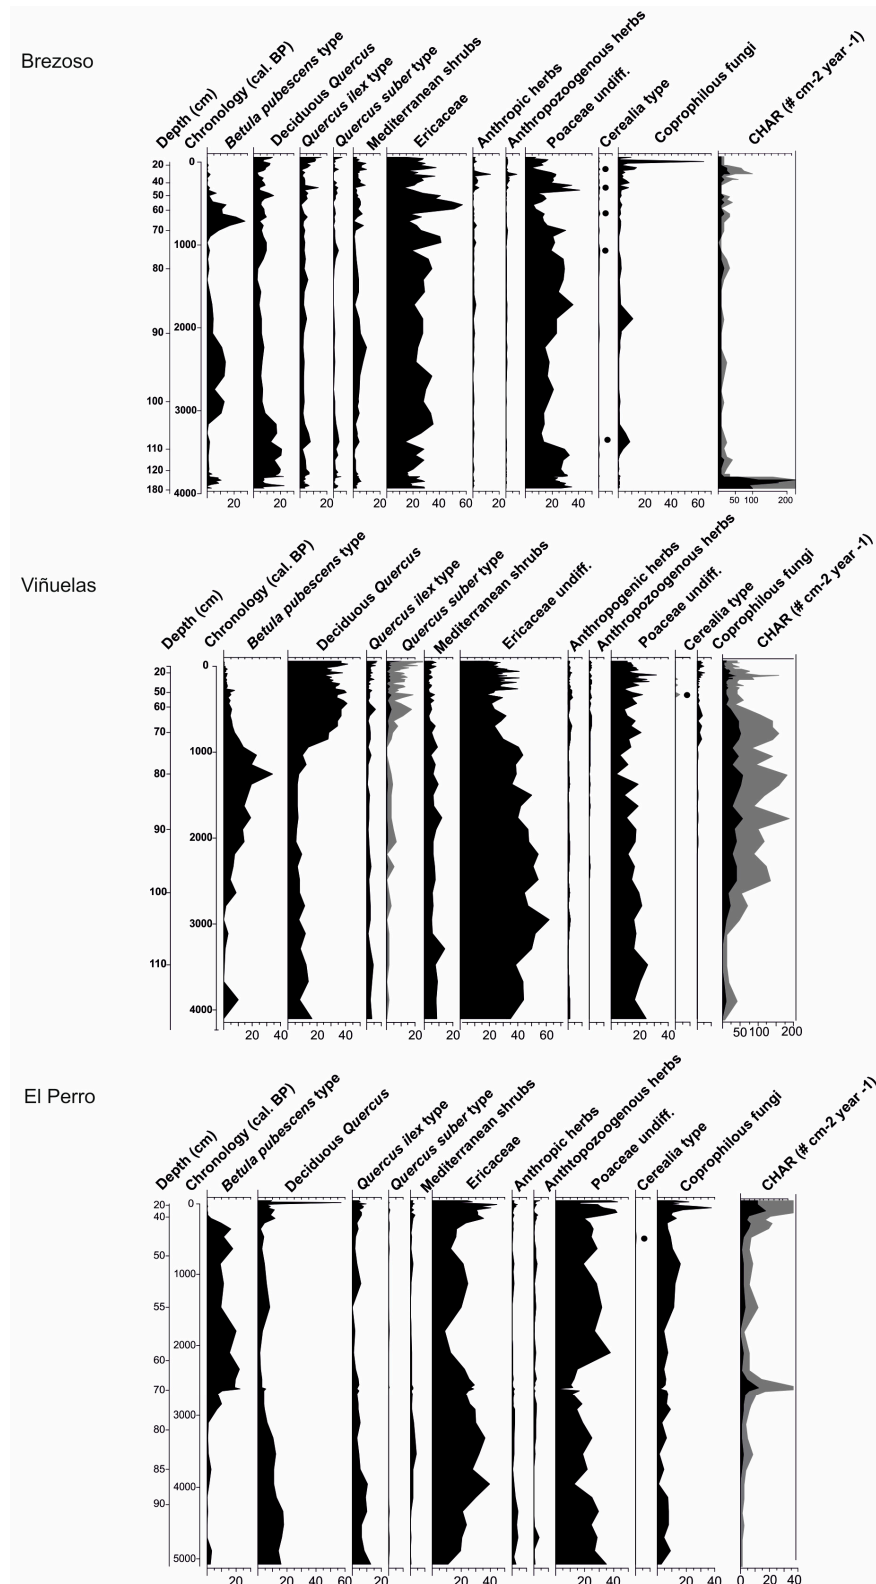 Brezoso
Depth (cm)
Chronology (cal. BP)
Betula pubescens type
Deciduous Quercus
Quercus ilex type
Quercus suber type
Mediterranean shrubs
Ericaceae
Anthropic herbs
Anthropozoogenous herbs
Poaceae undiff.
Cerealia type
Coprophilous fungi
CHAR (# cm-2 year -1)
20
40
50
60
70
80
90
100
110
120
180
0
1000
2000
3000
4000
20 20 20 20 20 40 60 20 20 40 20 40 60 50 100 200
Viñuelas
Depth (cm)
Chronology (cal. BP)
Betula pubescens type
Deciduous Quercus
Quercus ilex type
Quercus suber type
Mediterranean shrubs
Ericaceae undiff.
Anthropogenic herbs
Anthropozoogenous herbs
Poaceae undiff.
Cerealia type
Coprophilous fungi
CHAR (# cm-2 year -1)
20
50
60
70
80
90
100
110
0
1000
2000
3000
4000
20 40 20 40 20 20 20 40 60 20 40 50 100 200
El Perro
Depth (cm)
Chronology (cal. BP)
Betula pubescens type
Deciduous Quercus
Quercus ilex type
Quercus suber type
Mediterranean shrubs
Ericaceae
Anthropic herbs
Anthtopozoogenous herbs
Poaceae undiff.
Cerealia type
Coprophilous fungi
CHAR (# cm-2 year -1)
20
40
50
55
60
70
80
85
90
0
1000
2000
3000
4000
5000
20 20 40 60 20 20 40 20 40 20 40 0 20 40